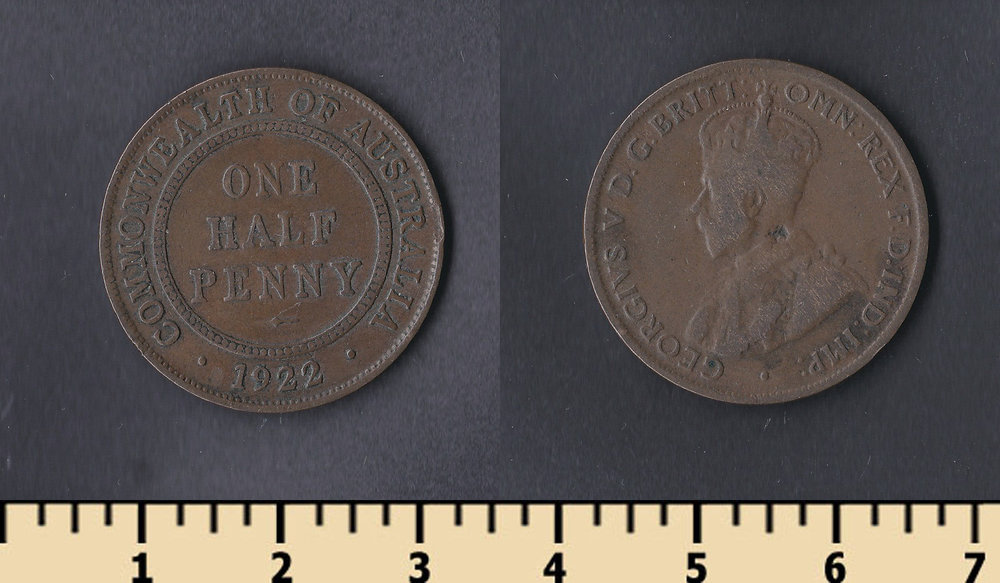 COMMONWEALTH OF AUSTRALIA
ONE
HALF
PENNY
· 1922 ·
GEORGIVS V D. G. BRITT: OMN: REX F. D. IND: IMP.
1 2 3 4 5 6 7